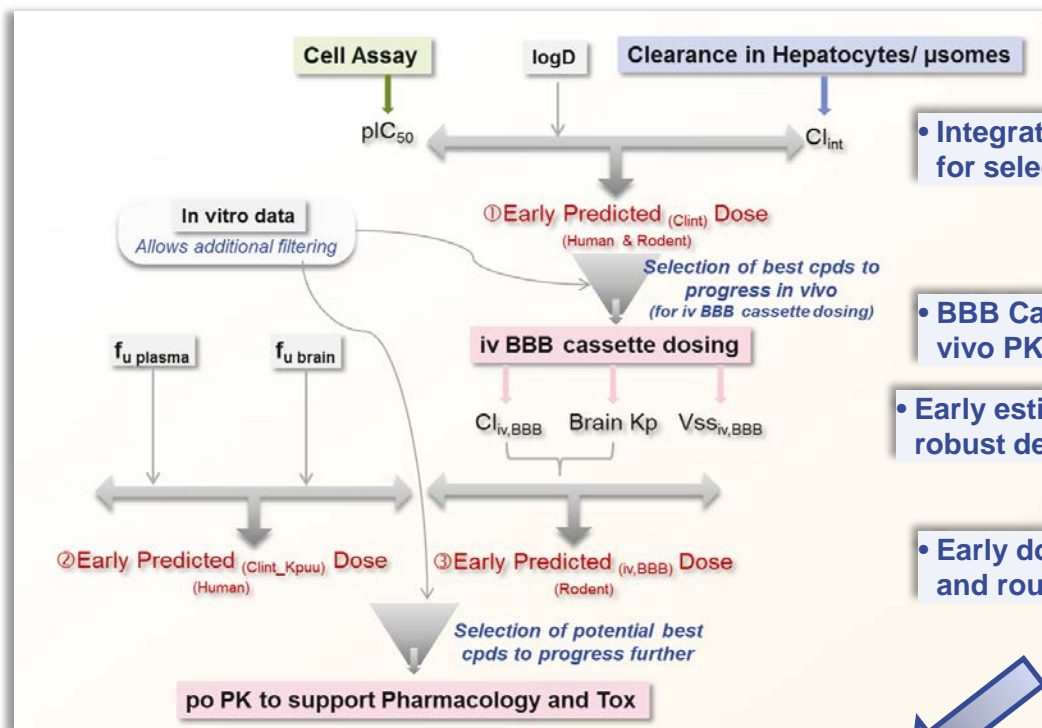 Cell Assay
logD
Clearance in Hepatocytes/ µsomes
pIC50
Clint
• Integrat
for sele
①Early Predicted (Clint) Dose
(Human & Rodent)
In vitro data
Allows additional filtering
Selection of best cpds to
progress in vivo
(for iv BBB cassette dosing)
• BBB Ca
vivo PK
iv BBB cassette dosing
fu plasma
fu brain
• Early esti
robust de
Cliv,BBB
Brain Kp
Vssiv,BBB
②Early Predicted (Clint_Kpuu) Dose
(Human)
③Early Predicted (iv,BBB) Dose
(Rodent)
• Early do
and rou
Selection of potential best
cpds to progress further
po PK to support Pharmacology and Tox